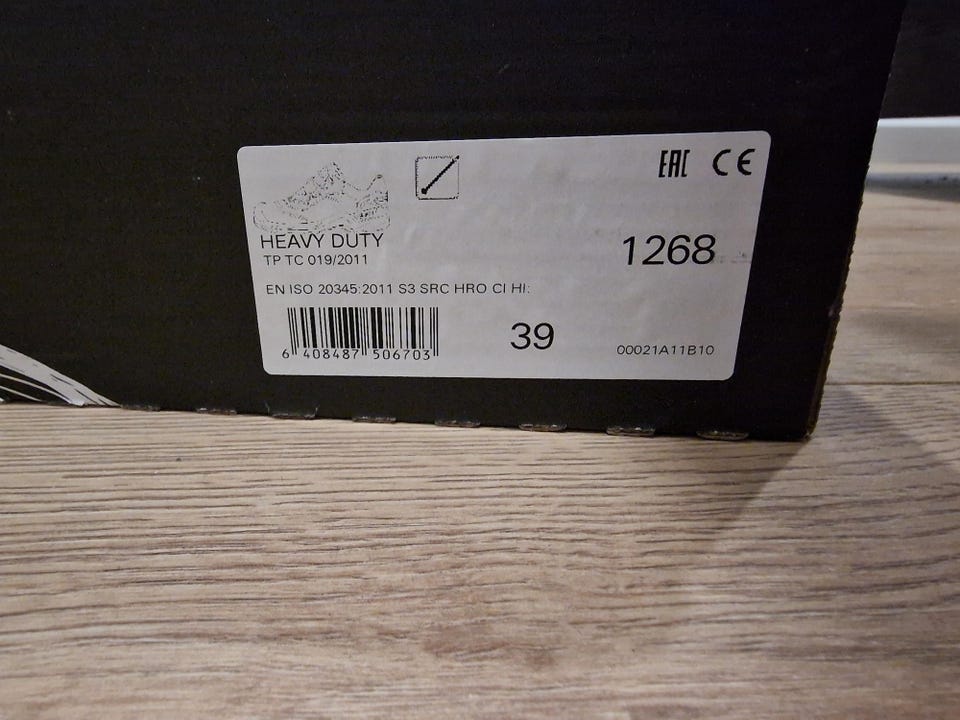 EAC CE
HEAVY DUTY
TP TC 019/2011
1268
EN ISO 20345:2011 S3 SRC HRO CI HI:
39
6 408487 506703
00021A11B10